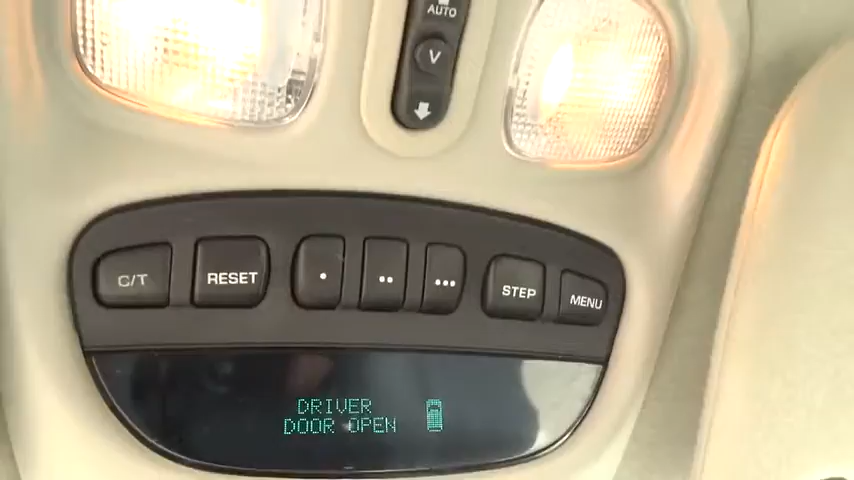 AUTO
V
C/T
RESET
•
••
•••
STEP
MENU
DRIVER
DOOR OPEN